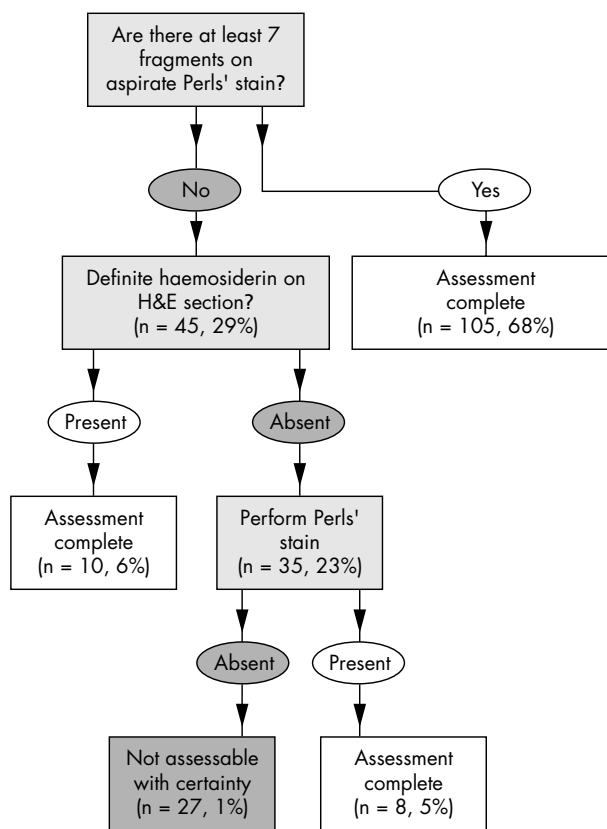 Are there at least 7
fragments on
aspirate Perls' stain?
No
Yes
Definite haemosiderin on
H&E section?
(n = 45, 29%)
Assessment
complete
(n = 105, 68%)
Present
Absent
Assessment
complete
(n = 10, 6%)
Perform Perls'
stain
(n = 35, 23%)
Absent
Present
Not assessable
with certainty
(n = 27, 1%)
Assessment
complete
(n = 8, 5%)